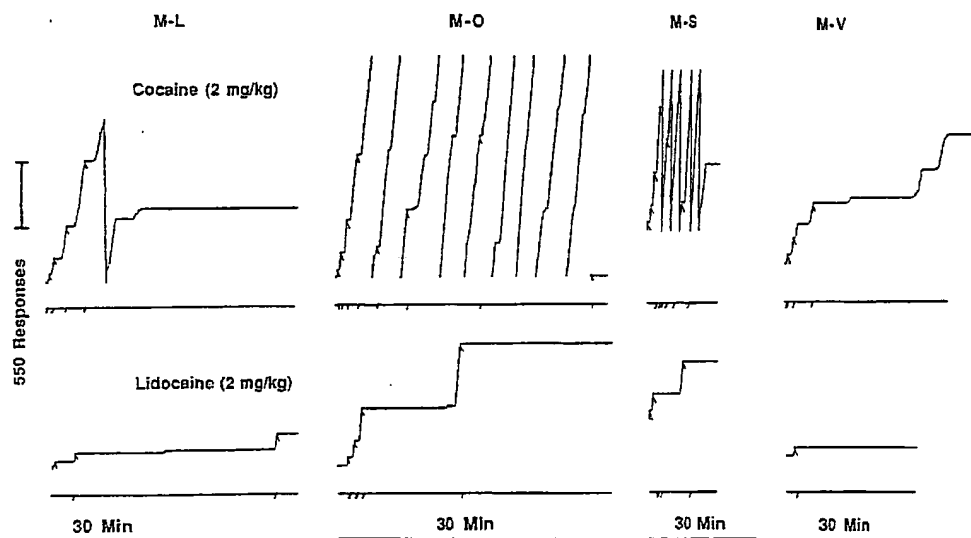 M-L
M-O
M-S
M-V
Cocaine (2 mg/kg)
550 Responses
Lidocaine (2 mg/kg)
30 Min
30 Min
30 Min
30 Min